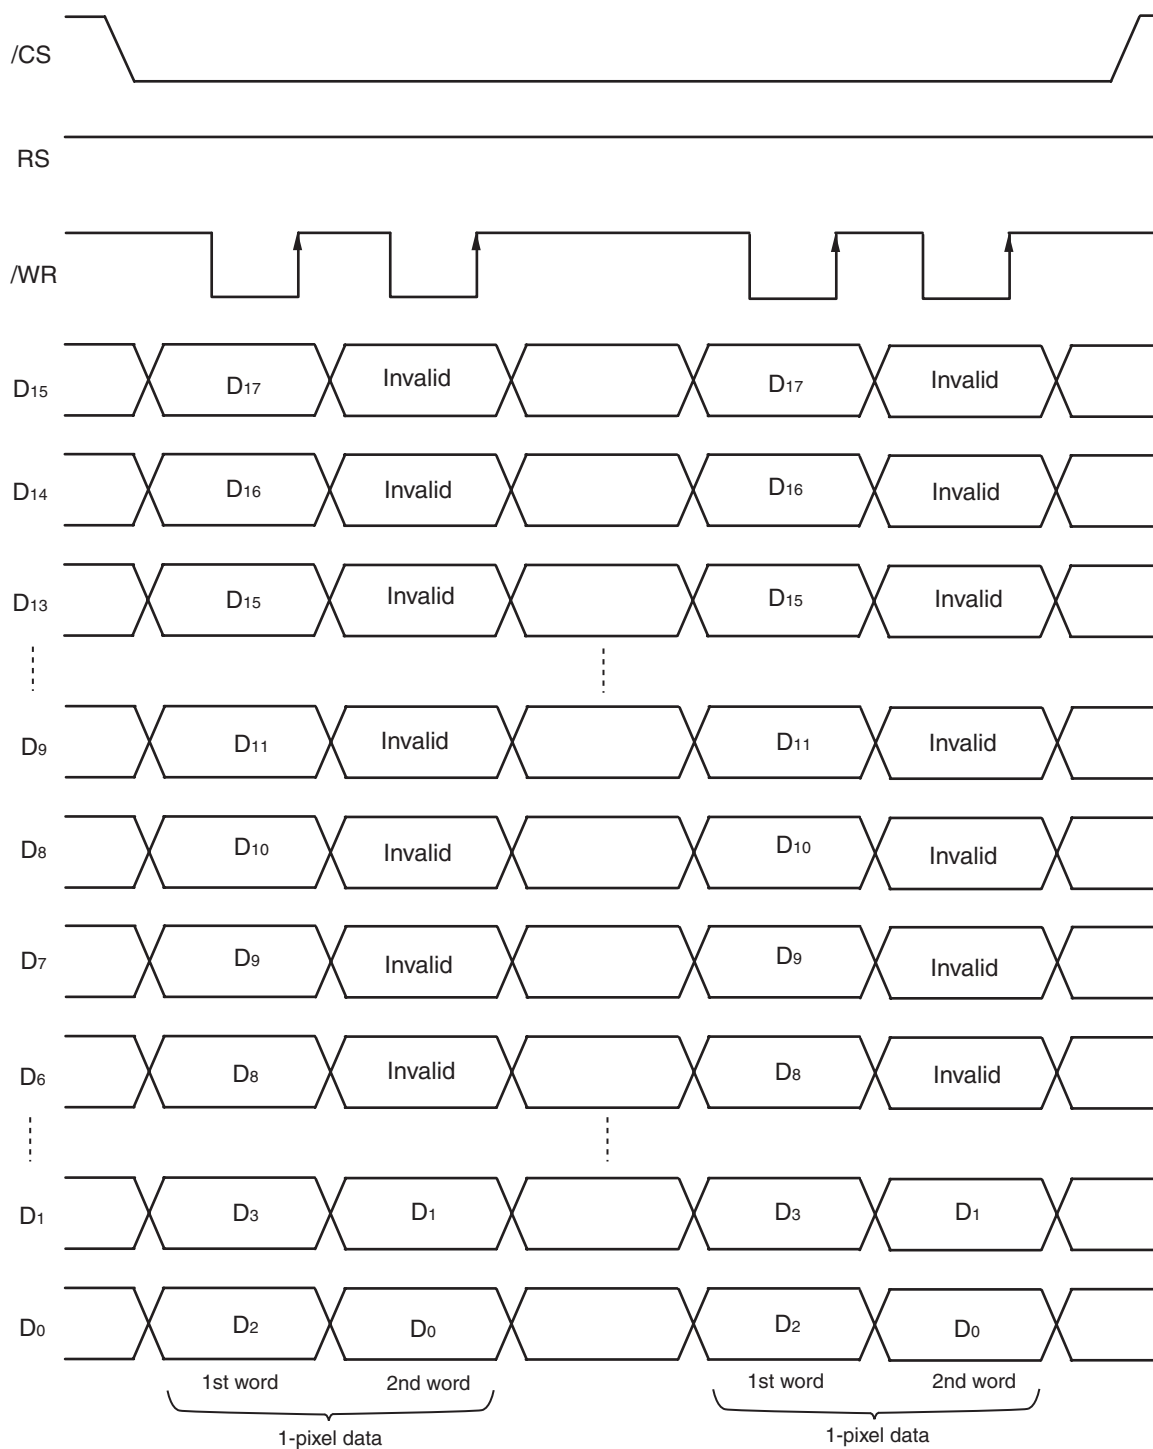 /CS
RS
/WR
D15 D17 Invalid D17 Invalid
D14 D16 Invalid D16 Invalid
D13 D15 Invalid D15 Invalid
D9 D11 Invalid D11 Invalid
D8 D10 Invalid D10 Invalid
D7 D9 Invalid D9 Invalid
D6 D8 Invalid D8 Invalid
D1 D3 D1 D3 D1
D0 D2 D0 D2 D0
1st word 2nd word 1st word 2nd word
1-pixel data 1-pixel data